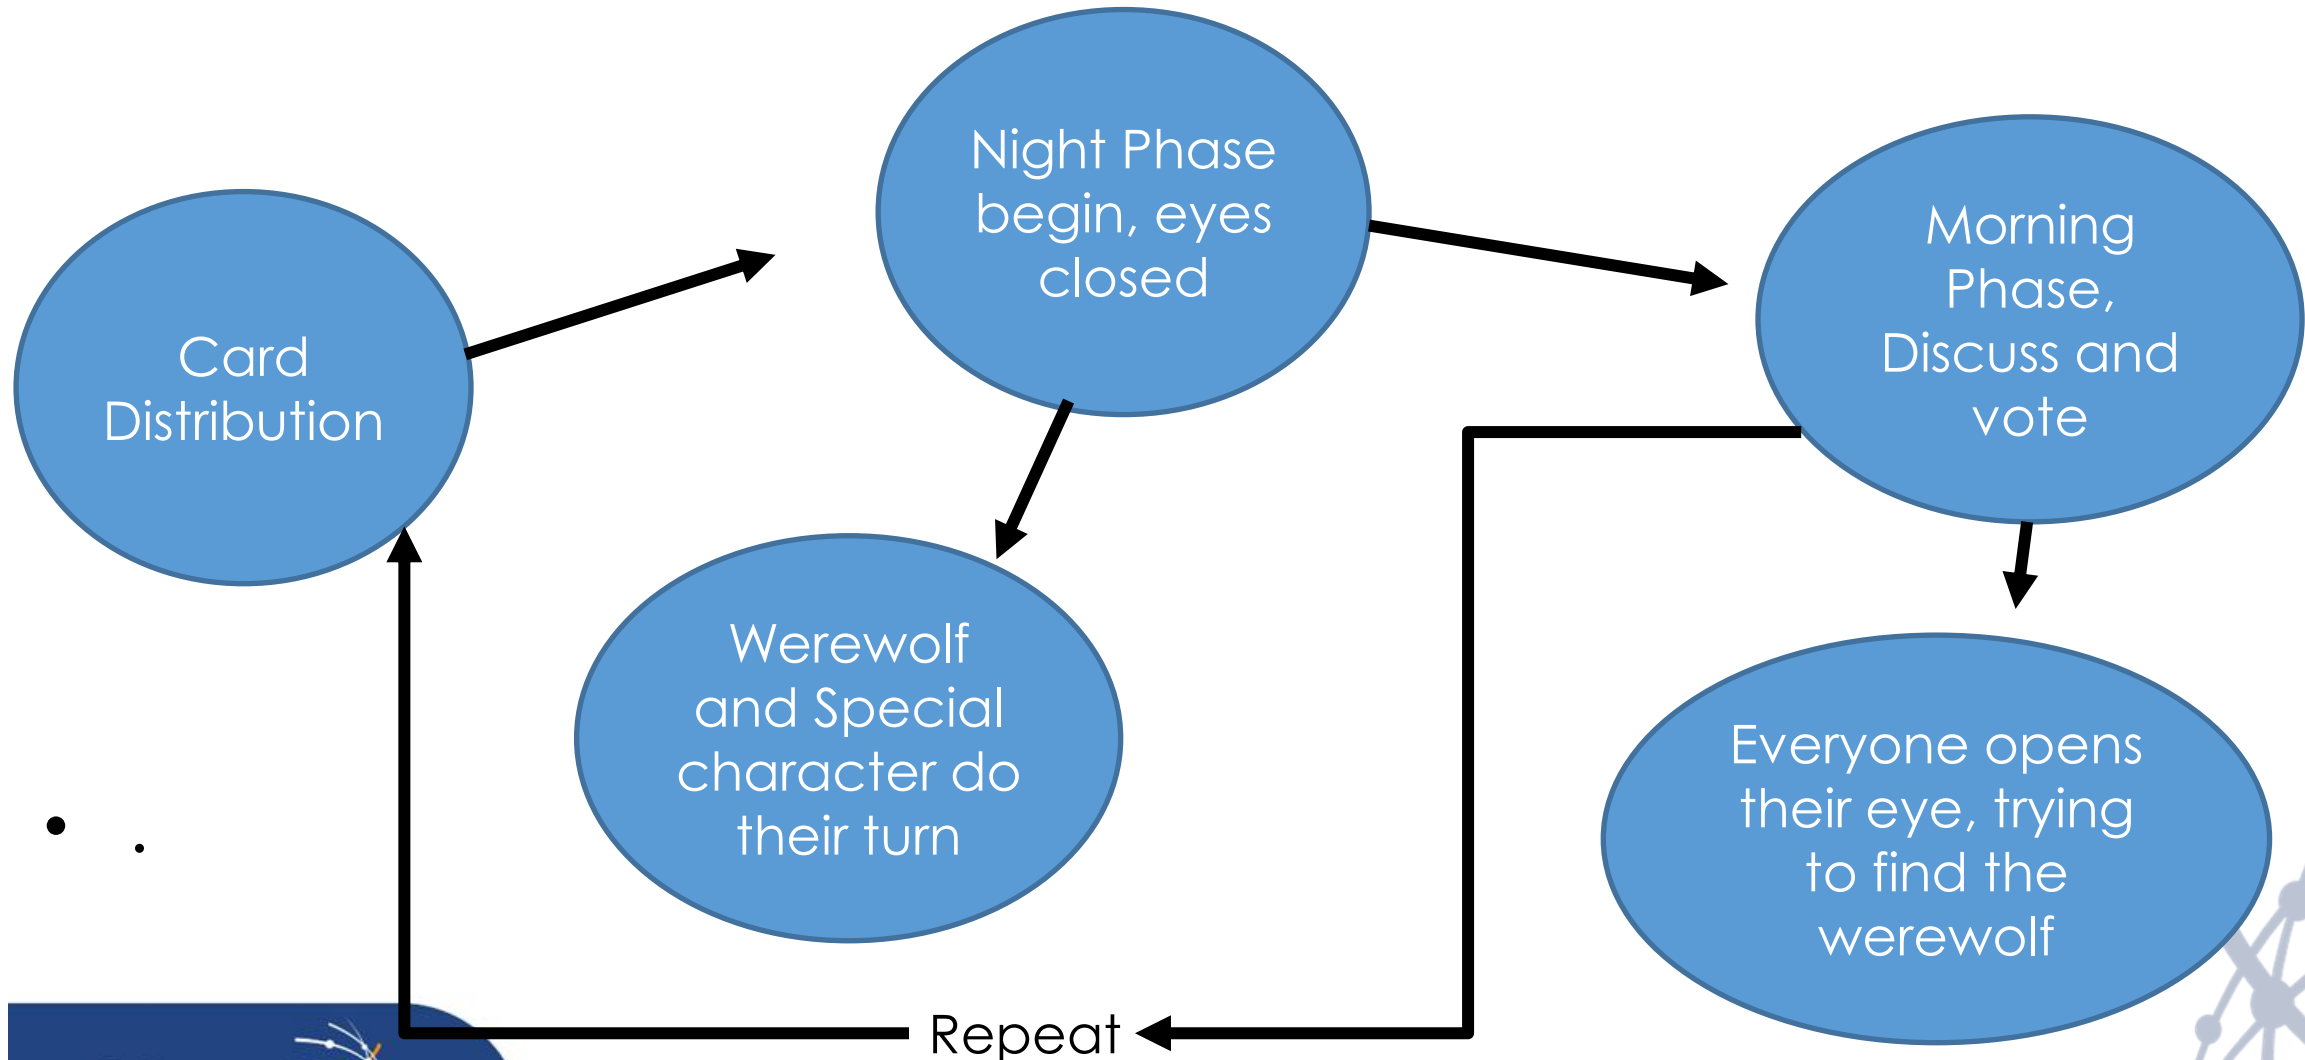 Card
Distribution
Night Phase
begin, eyes
closed
Morning
Phase,
Discuss and
vote
Werewolf
and Special
character do
their turn
Everyone opens
their eye, trying
to find the
werewolf
Repeat